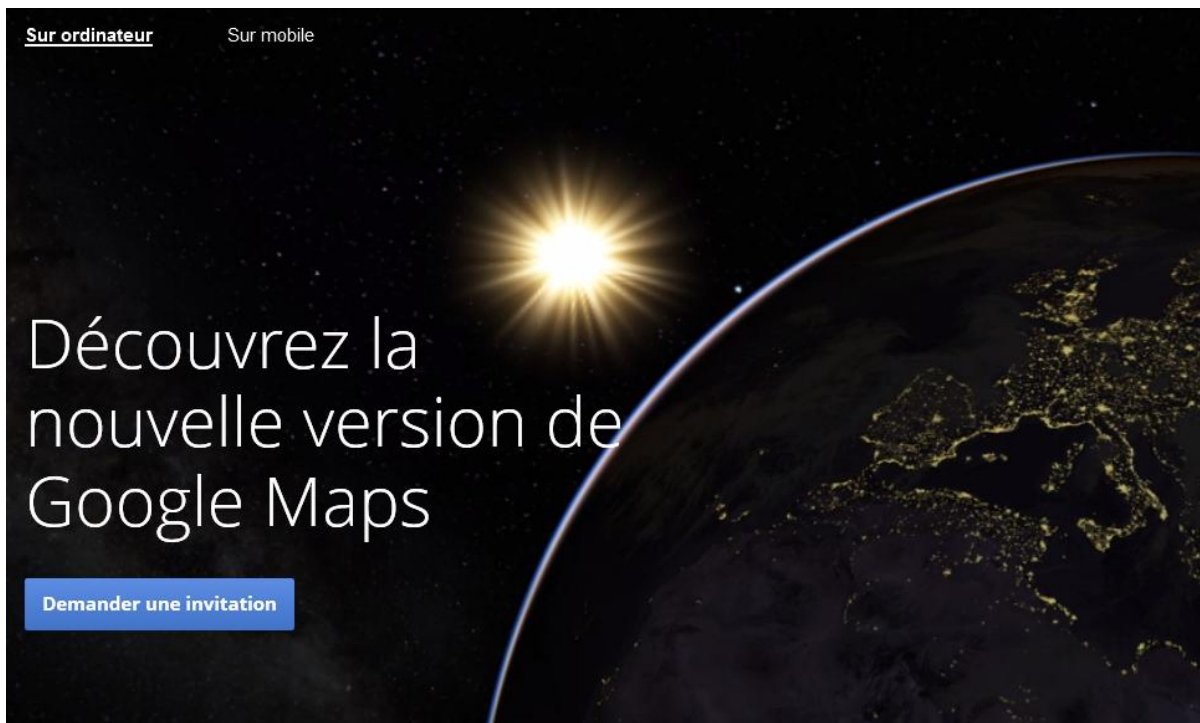 Sur ordinateur Sur mobile
Découvrez la
nouvelle version de
Google Maps
Demander une invitation